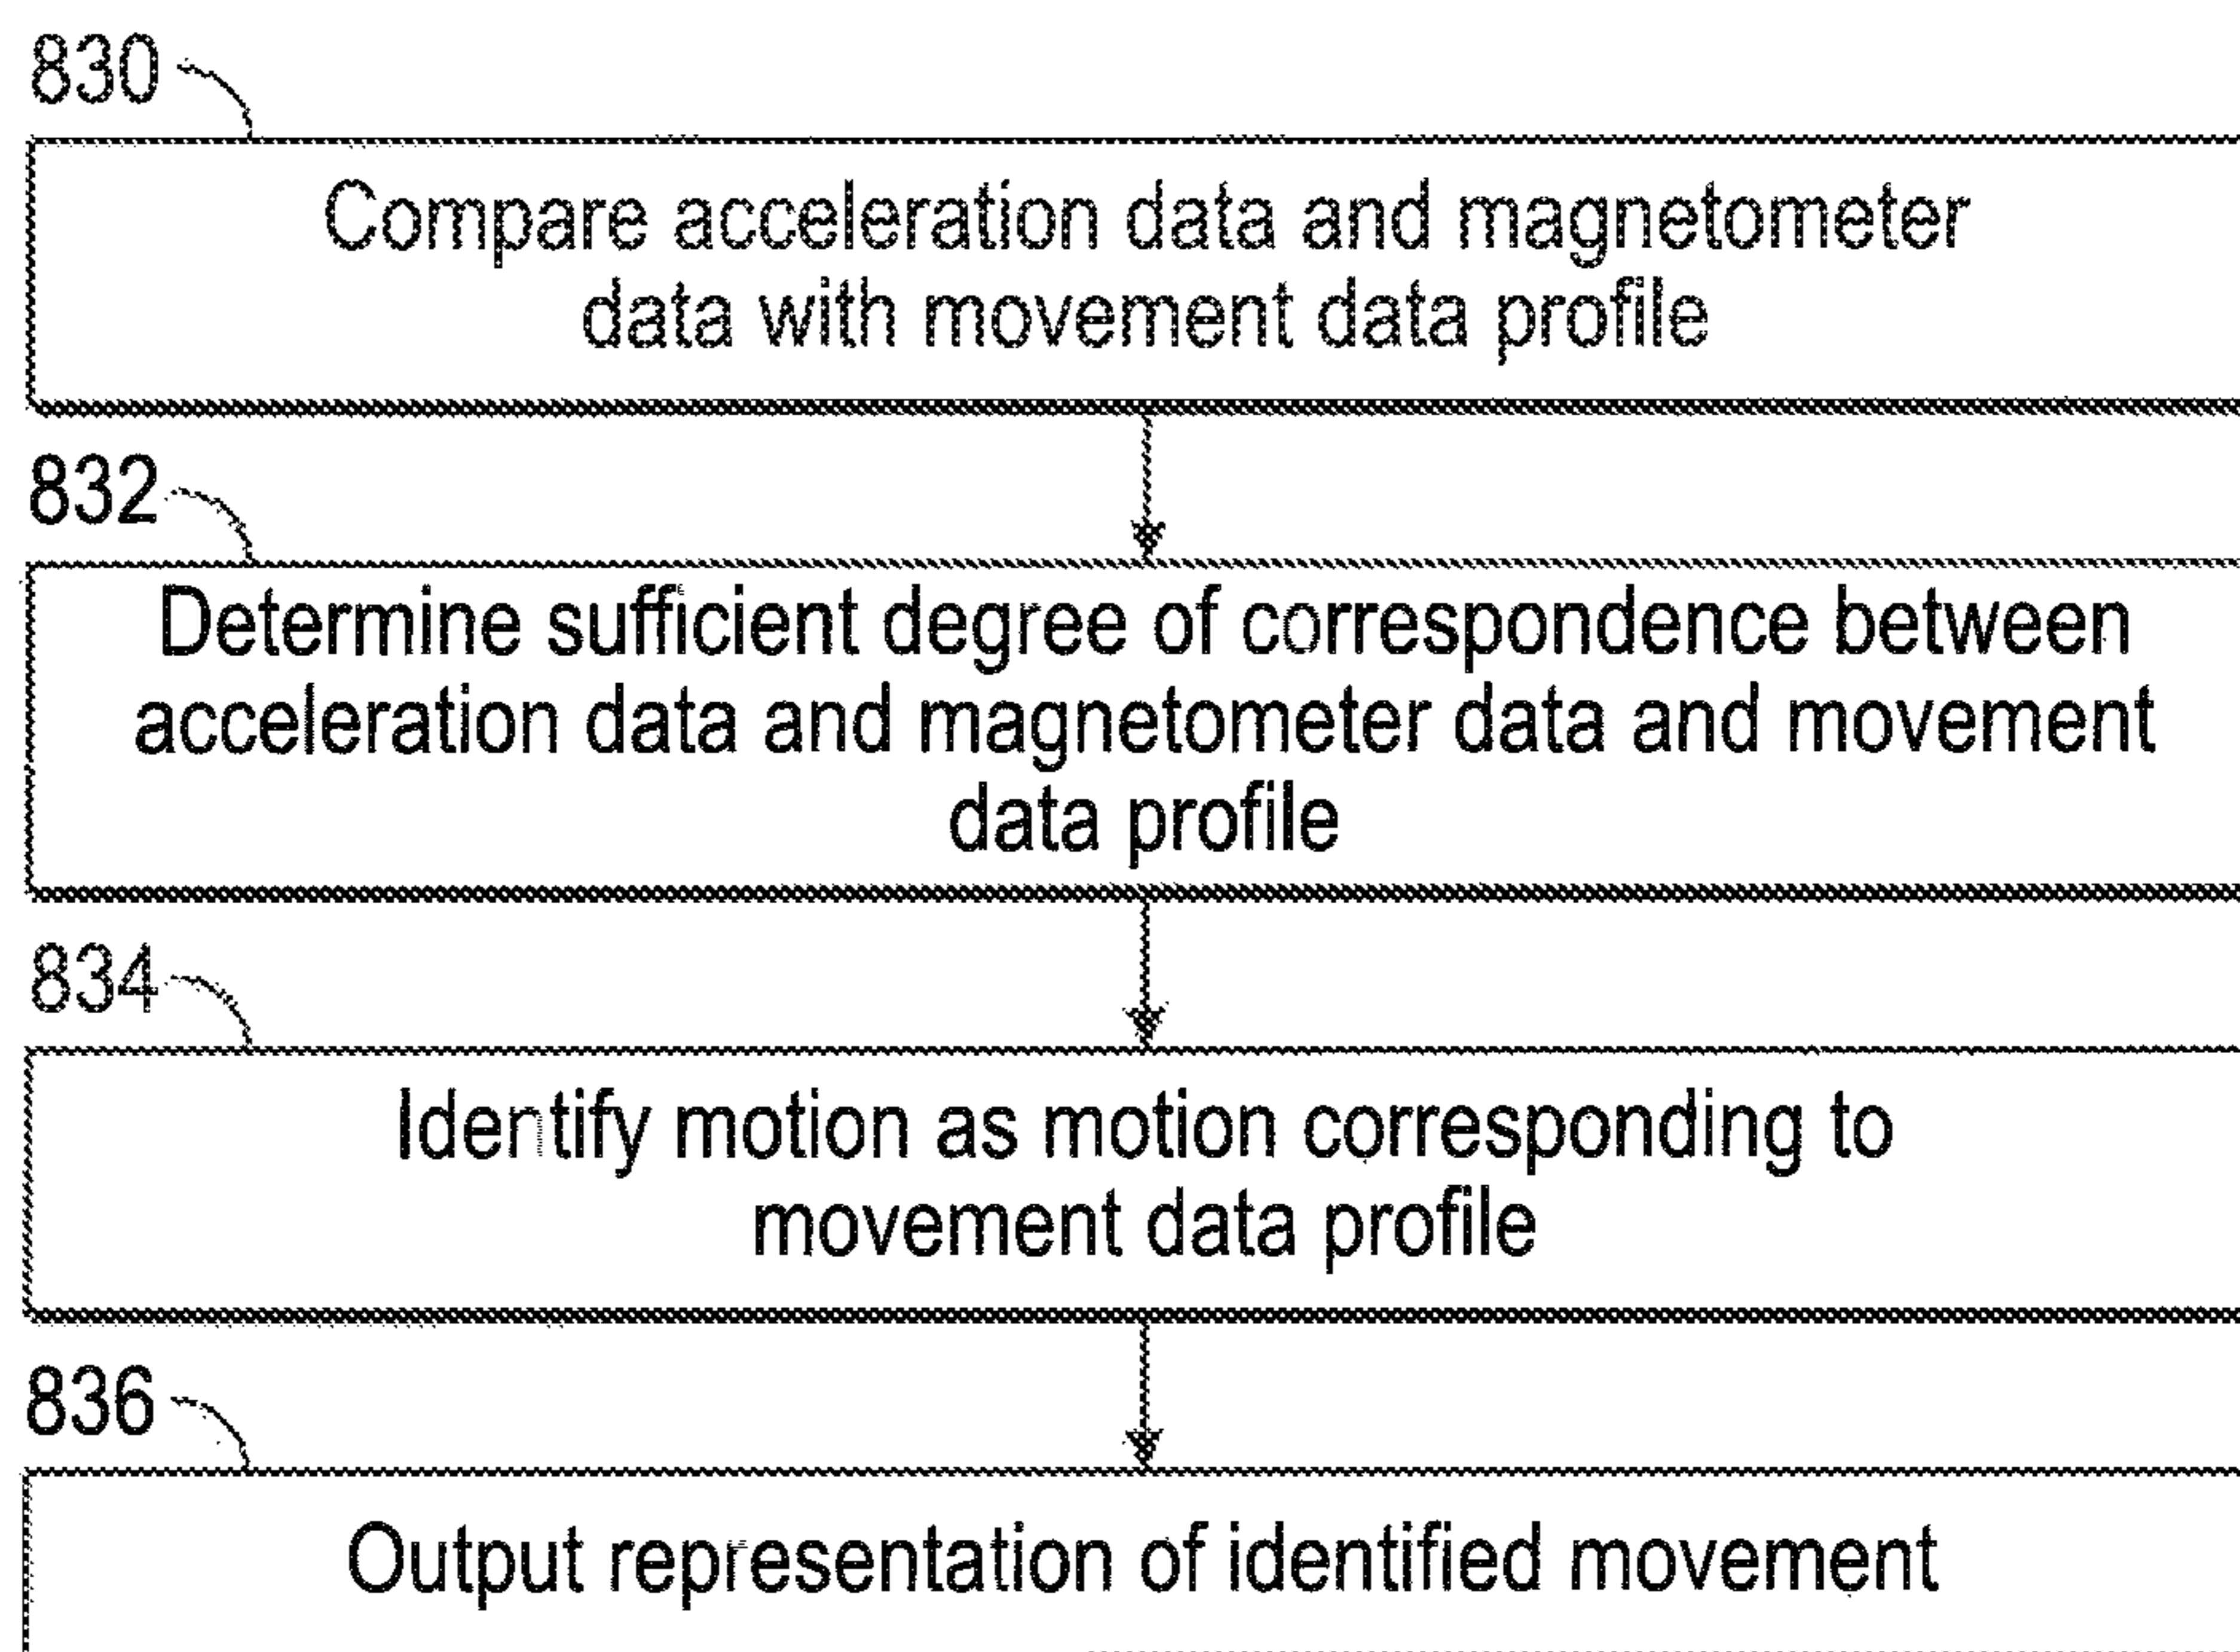 830
Compare acceleration data and magnetometer
data with movement data profile
832
Determine sufficient degree of correspondence between
acceleration data and magnetometer data and movement
data profile
834
Identify motion as motion corresponding to
movement data profile
836
Output representation of identified movement